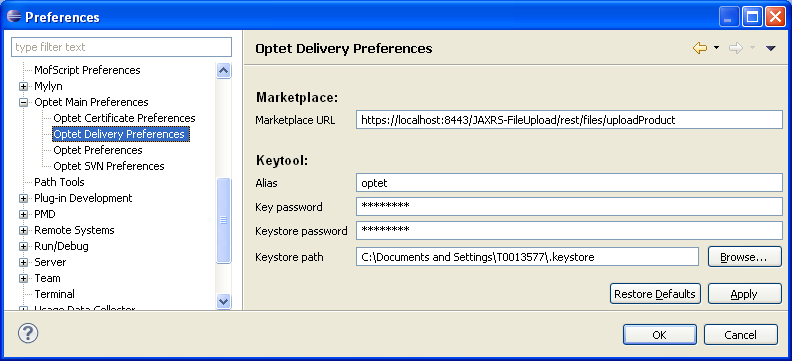 Preferences
type filter text
MofScript Preferences
Mylyn
Optet Main Preferences
Optet Certificate Preferences
Optet Delivery Preferences
Optet Preferences
Optet SVN Preferences
Path Tools
Plug-in Development
PMD
Remote Systems
Run/Debug
Server
Team
Terminal
Usage Data Collector
Optet Delivery Preferences
Marketplace:
Marketplace URL https://localhost:8443/JAXRS-FileUpload/rest/files/uploadProduct
Keytool:
Alias optet
Key password ********
Keystore password ********
Keystore path C:\Documents and Settings\T0013577\.keystore Browse...
Restore Defaults Apply
? OK Cancel